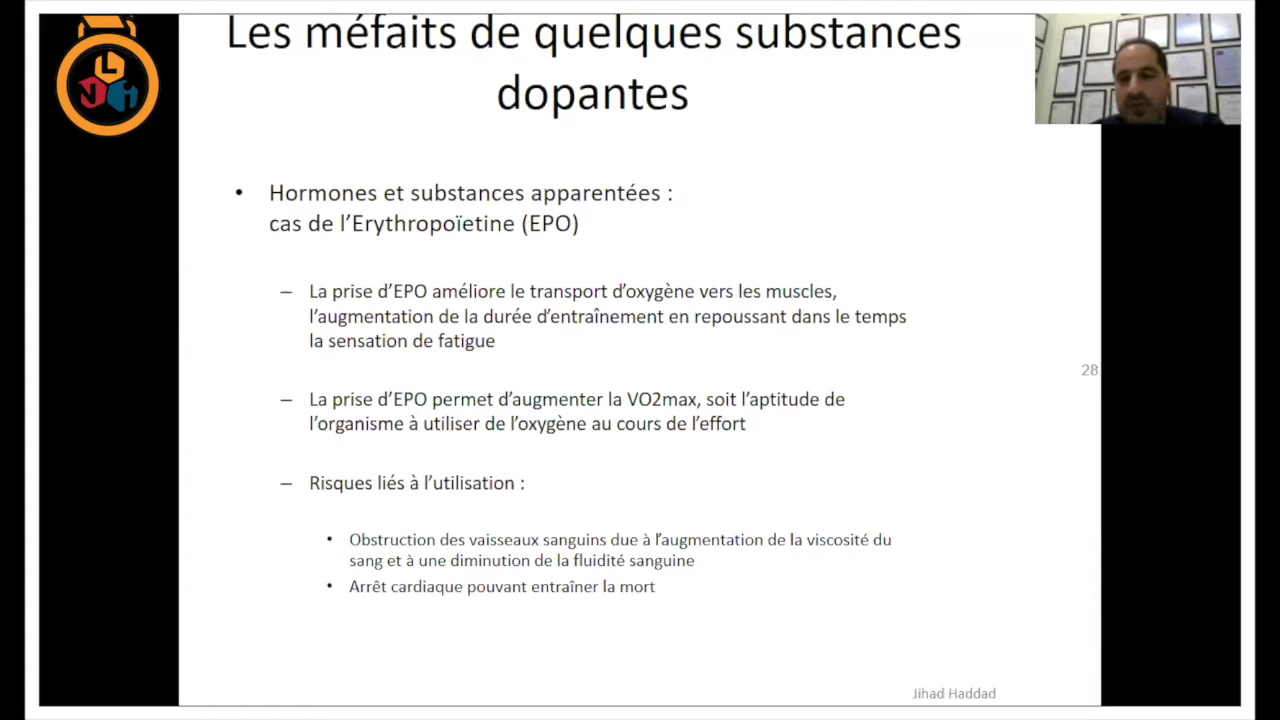 Les méfaits de quelques substances
dopantes
L
J i
• Hormones et substances apparentées :
cas de l'Erythropoïetine (EPO)
– La prise d'EPO améliore le transport d'oxygène vers les muscles,
l'augmentation de la durée d'entraînement en repoussant dans le temps
la sensation de fatigue
28
– La prise d'EPO permet d'augmenter la VO2max, soit l'aptitude de
l'organisme à utiliser de l'oxygène au cours de l'effort
– Risques liés à l'utilisation :
• Obstruction des vaisseaux sanguins due à l'augmentation de la viscosité du
sang et à une diminution de la fluidité sanguine
• Arrêt cardiaque pouvant entraîner la mort
Jihad Haddad